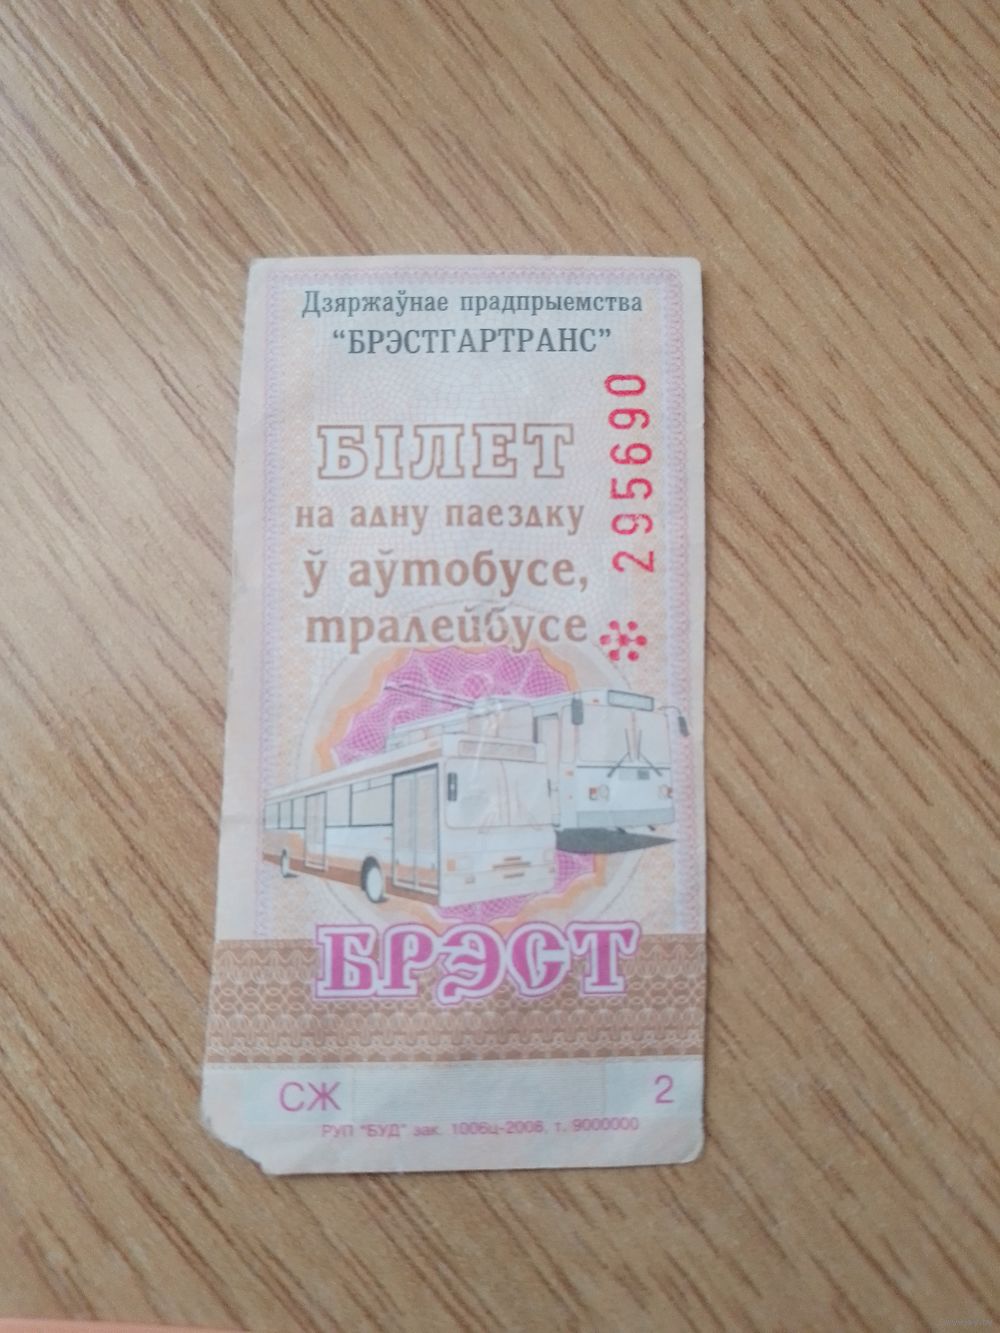 Дзяржаўнае прадпрыемства
“БРЭСТГАРТРАНС”
БІЛЕТ
на адну паездку
ў аўтобусе,
тралейбусе
295690
БРЭСТ
СЖ 2
РУП "БУД" зак. 1006ц-2006, т. 9000000